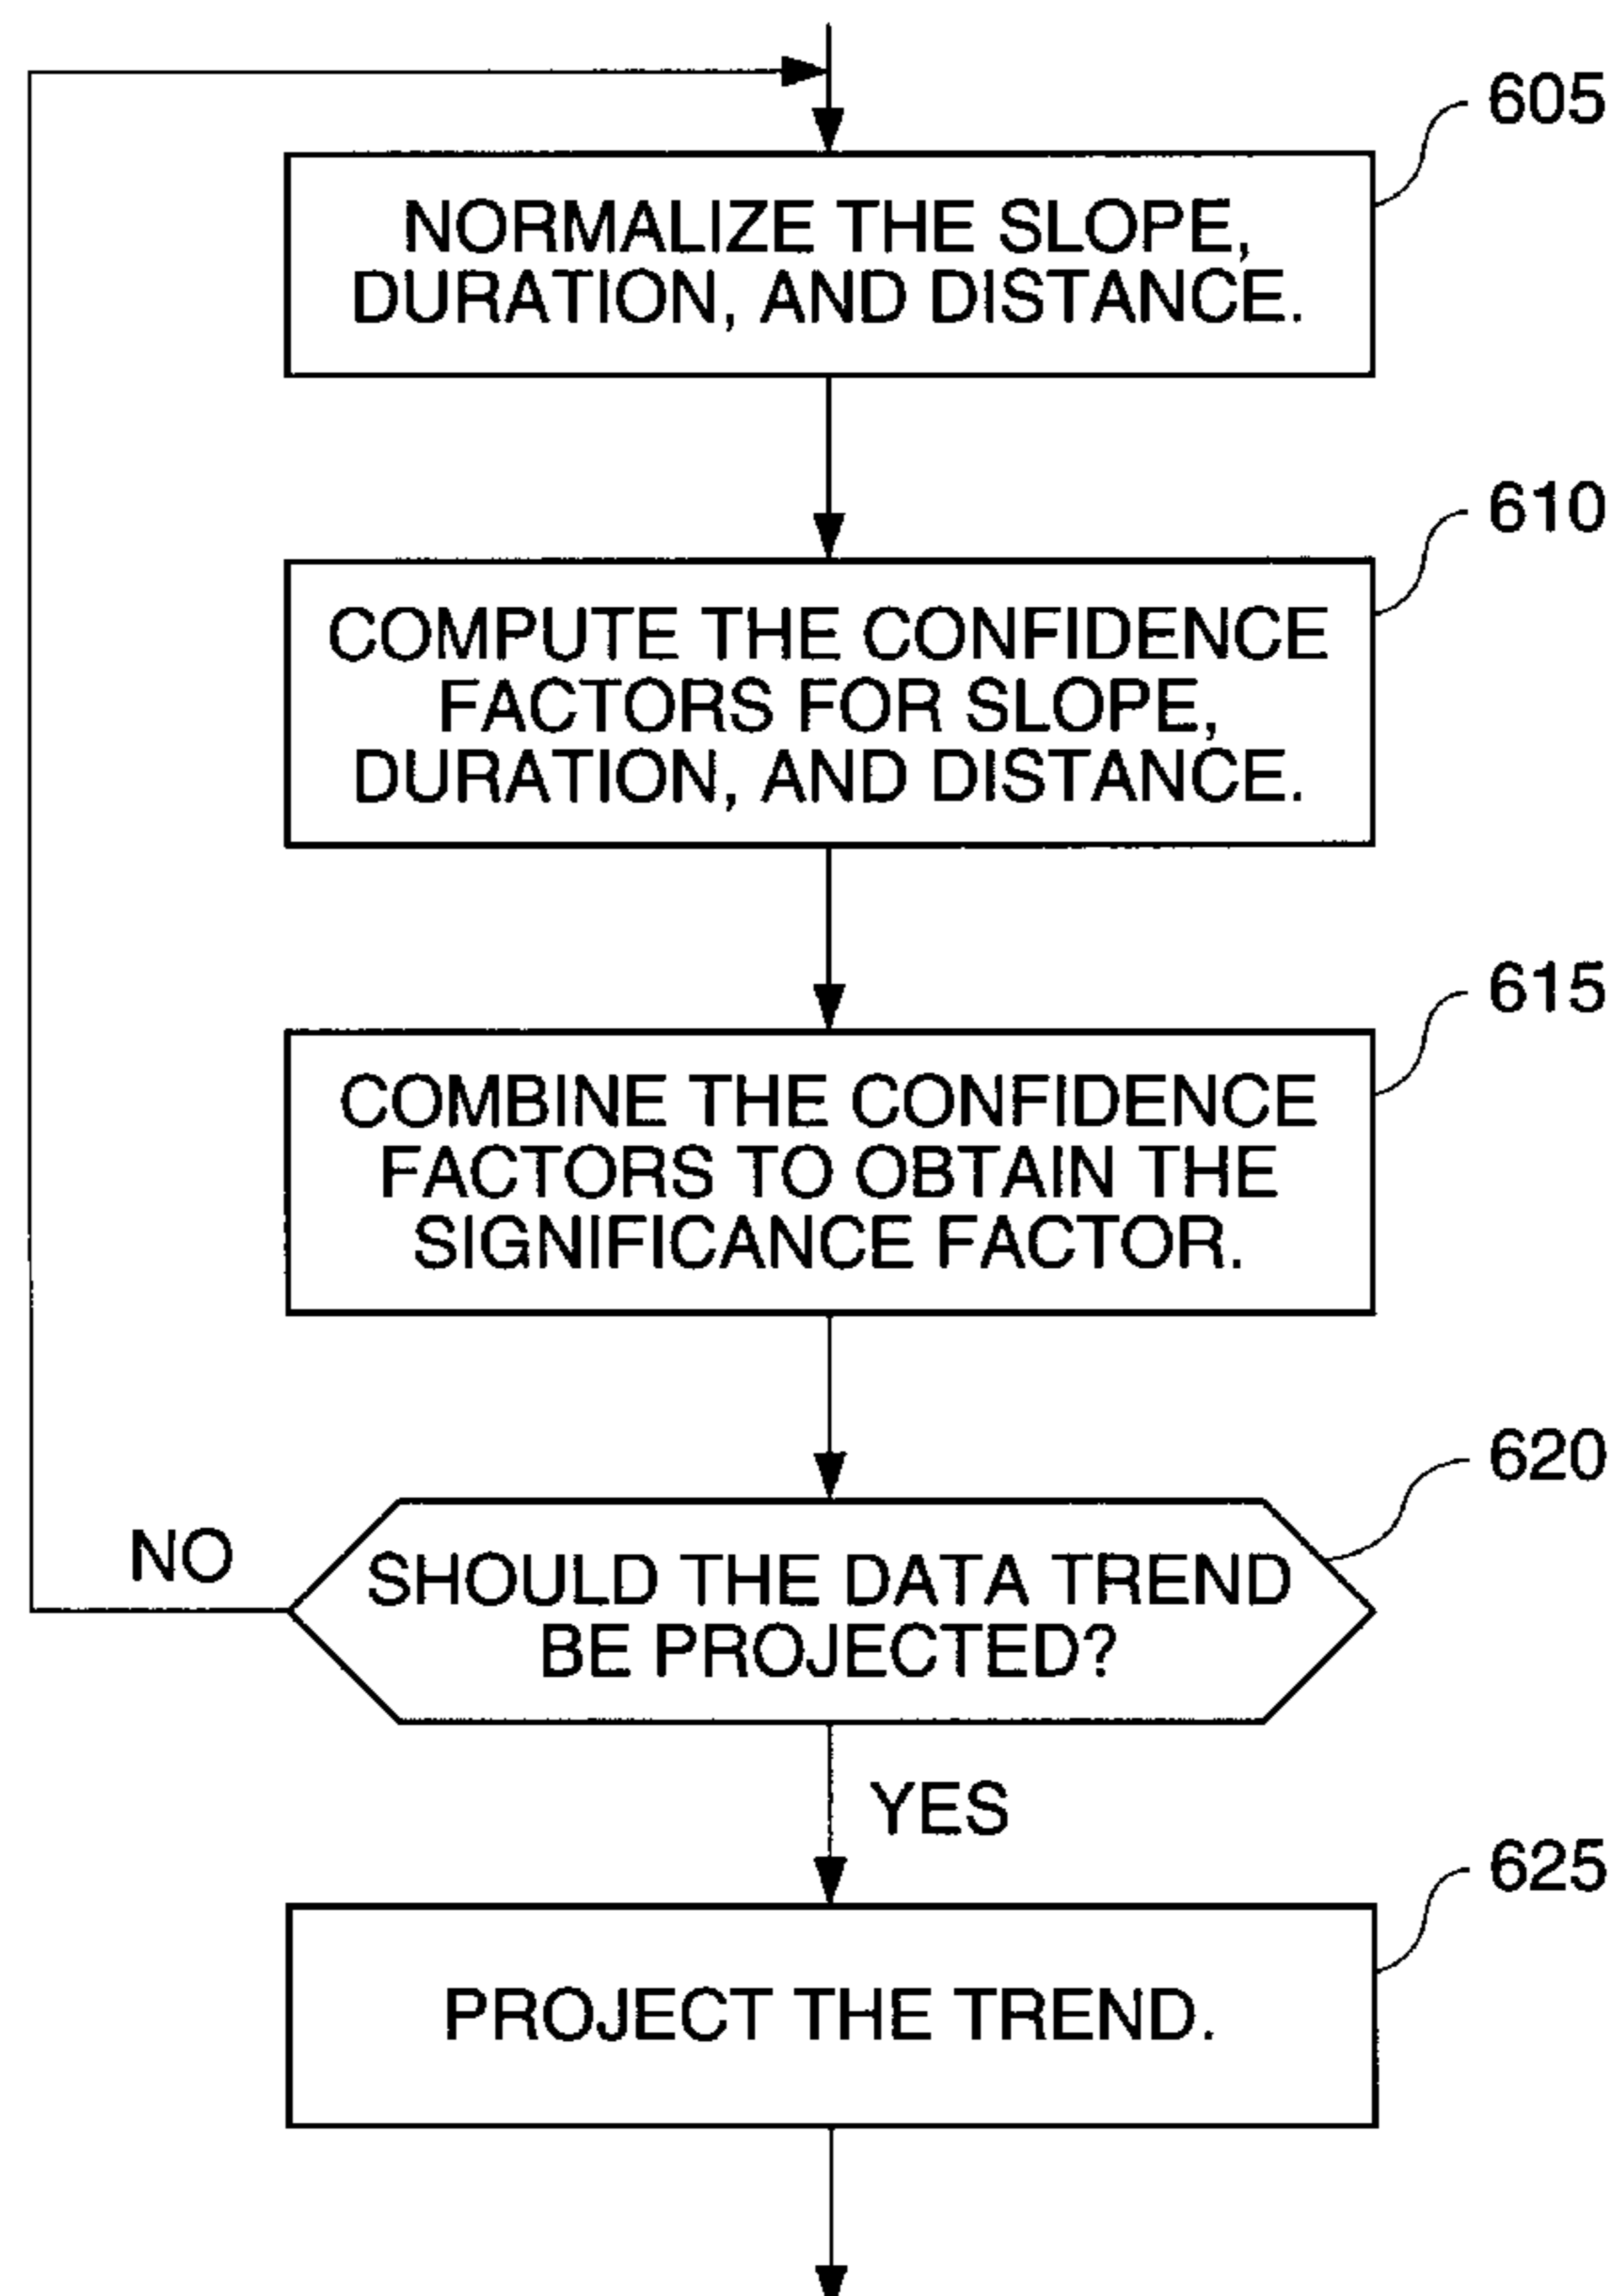 605
NORMALIZE THE SLOPE,
DURATION, AND DISTANCE.
610
COMPUTE THE CONFIDENCE
FACTORS FOR SLOPE,
DURATION, AND DISTANCE.
615
COMBINE THE CONFIDENCE
FACTORS TO OBTAIN THE
SIGNIFICANCE FACTOR.
620
NO
SHOULD THE DATA TREND
BE PROJECTED?
YES
625
PROJECT THE TREND.